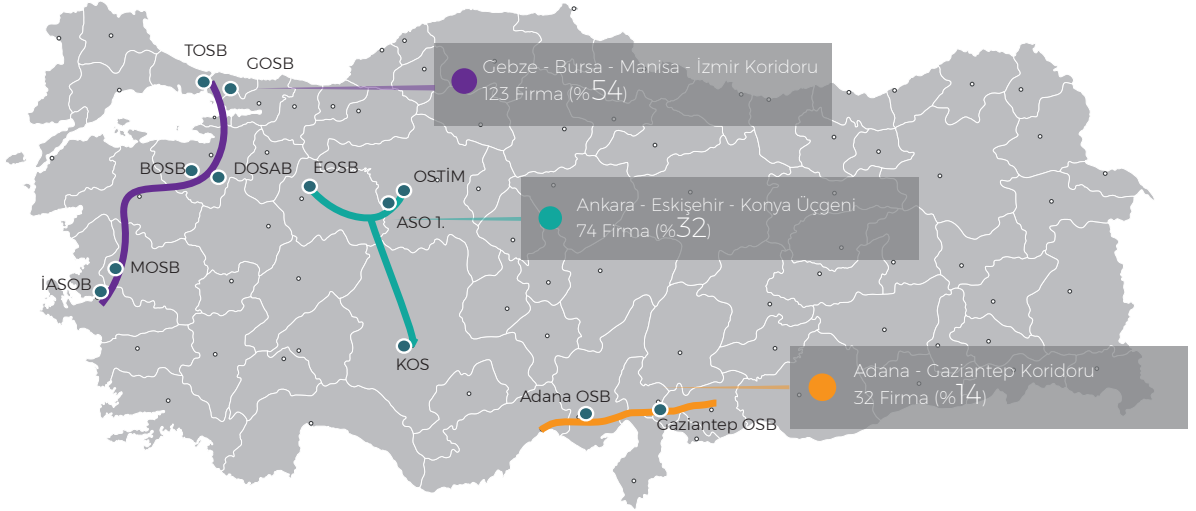 TOSB
GOSB
Gebze - Bursa - Manisa - İzmir Koridoru
123 Firma (%54)
BOSB
DOSAB
EOSB
OSTİM
ASO 1.
Ankara - Eskişehir - Konya Üçgeni
74 Firma (%32)
MOSB
İASOB
KOS
Adana - Gaziantep Koridoru
32 Firma (%14)
Adana OSB
Gaziantep OSB